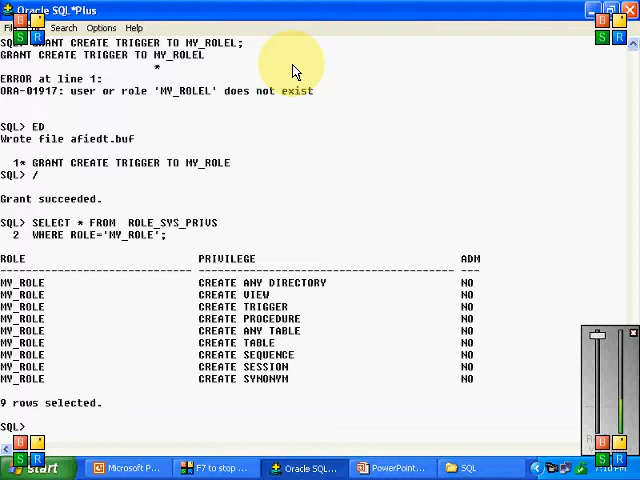 Oracle SQL*Plus
Search Options Help
SQL> GRANT CREATE TRIGGER TO MY_ROLEL;
GRANT CREATE TRIGGER TO MY_ROLEL
*
ERROR at line 1:
ORA-01917: user or role 'MY_ROLEL' does not exist
SQL> ED
Wrote file afiedt.buf
1* GRANT CREATE TRIGGER TO MY_ROLE
SQL> /
Grant succeeded.
SQL> SELECT * FROM ROLE_SYS_PRIVS
2 WHERE ROLE='MY_ROLE';
ROLE PRIVILEGE ADM
MY_ROLE CREATE ANY DIRECTORY NO
MY_ROLE CREATE VIEW NO
MY_ROLE CREATE TRIGGER NO
MY_ROLE CREATE PROCEDURE NO
MY_ROLE CREATE ANY TABLE NO
MY_ROLE CREATE TABLE NO
MY_ROLE CREATE SEQUENCE NO
MY_ROLE CREATE SESSION NO
MY_ROLE CREATE SYNONYM NO
9 rows selected.
SQL>
start Microsoft P... F7 to stop ... Oracle SQL... PowerPoint... SQL 7:10 PM